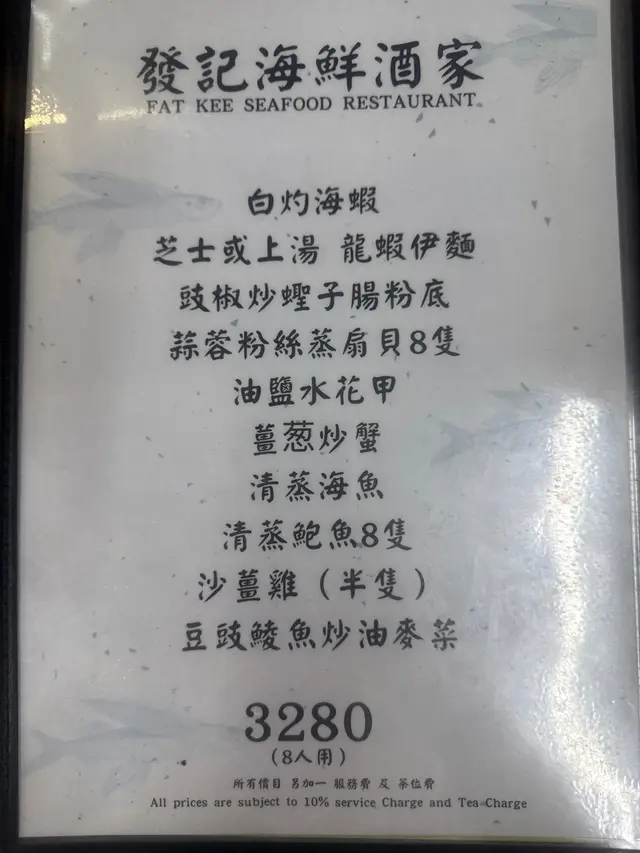 發記海鮮酒家
FAT KEE SEAFOOD RESTAURANT
白灼海蝦
芝士或上湯 龍蝦伊麵
豉椒炒蟶子腸粉底
蒜蓉粉絲蒸扇貝8隻
油鹽水花甲
薑葱炒蟹
清蒸海魚
清蒸鮑魚8隻
沙薑雞（半隻）
豆豉鯪魚炒油麥菜
3280
（8人用）
所有價目 另加一 服務費 及 茶位費
All prices are subject to 10% service Charge and Tea Charge